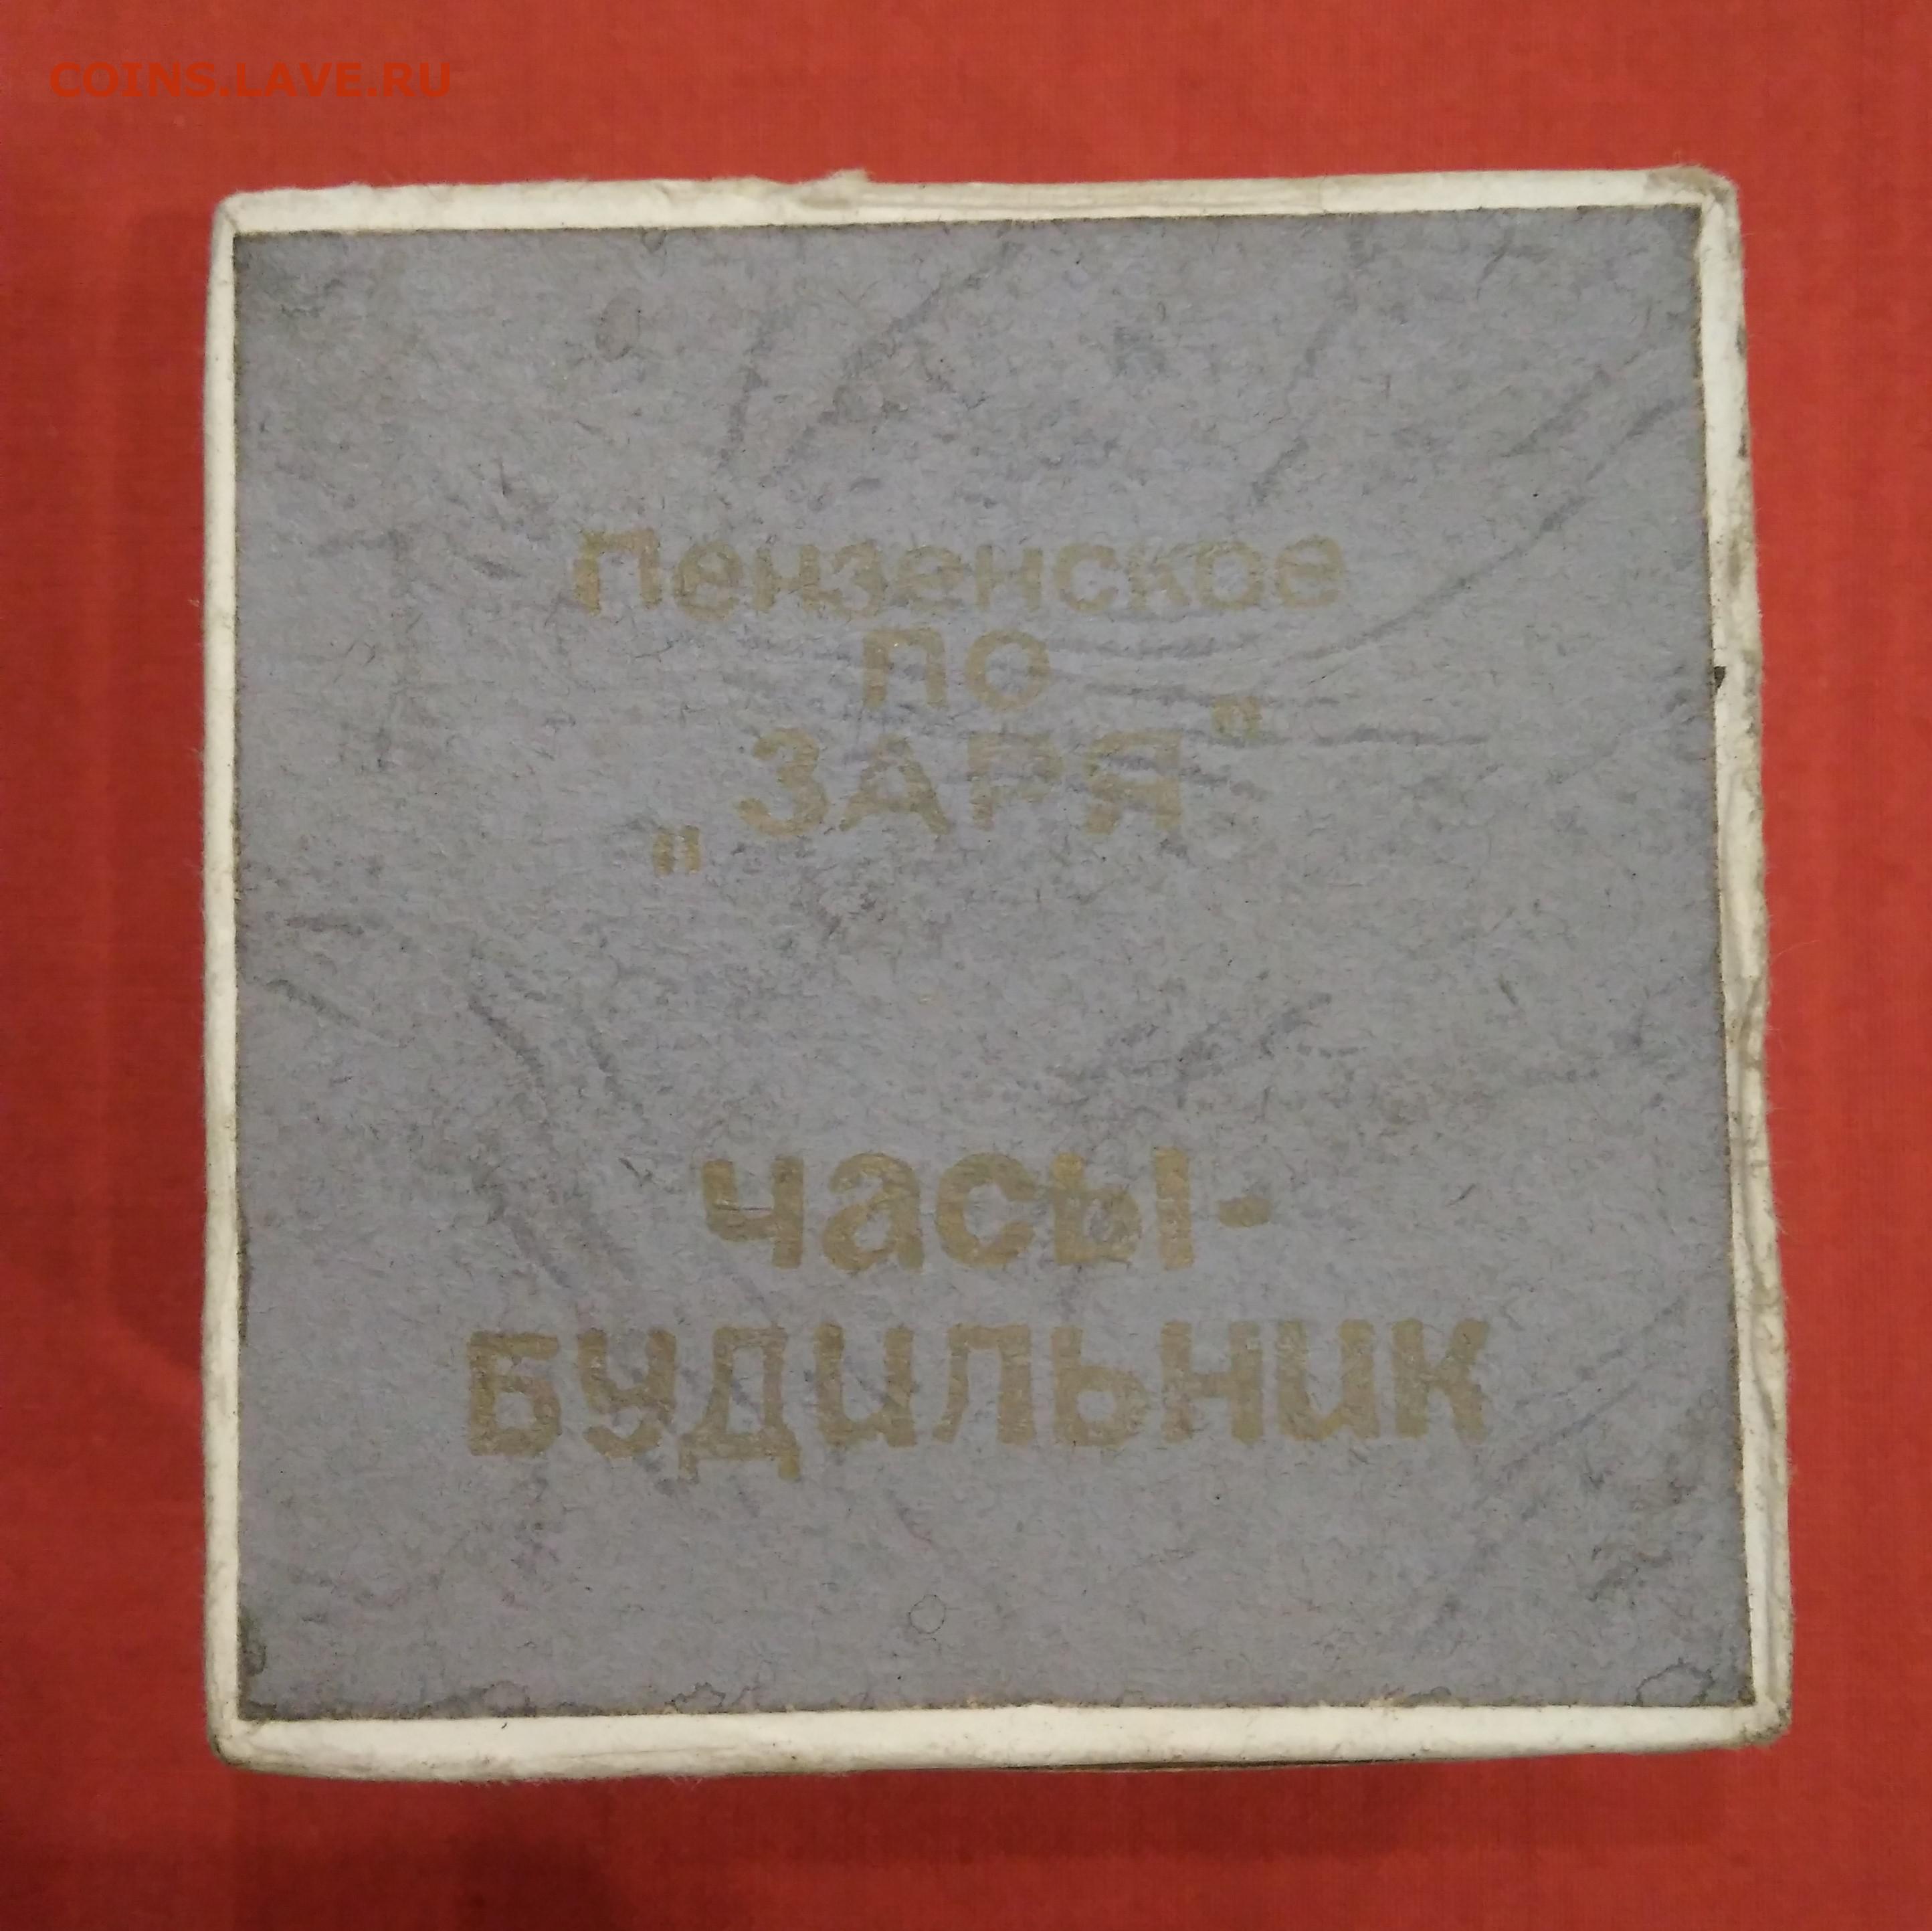 COINS.LAVE.RU
Пензенское
ПО
„ЗАРЯ"
часы-
будильник